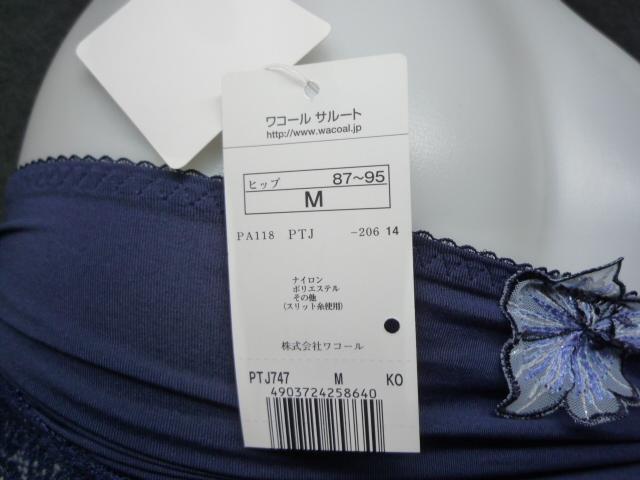 ワコール サルート
http://www.wacoal.jp
ヒップ 87〜95
M
PA118 PTJ -206 14
ナイロン
ポリエステル
その他
(スリット糸使用)
株式会社ワコール
PTJ747 M KO
4903724258640